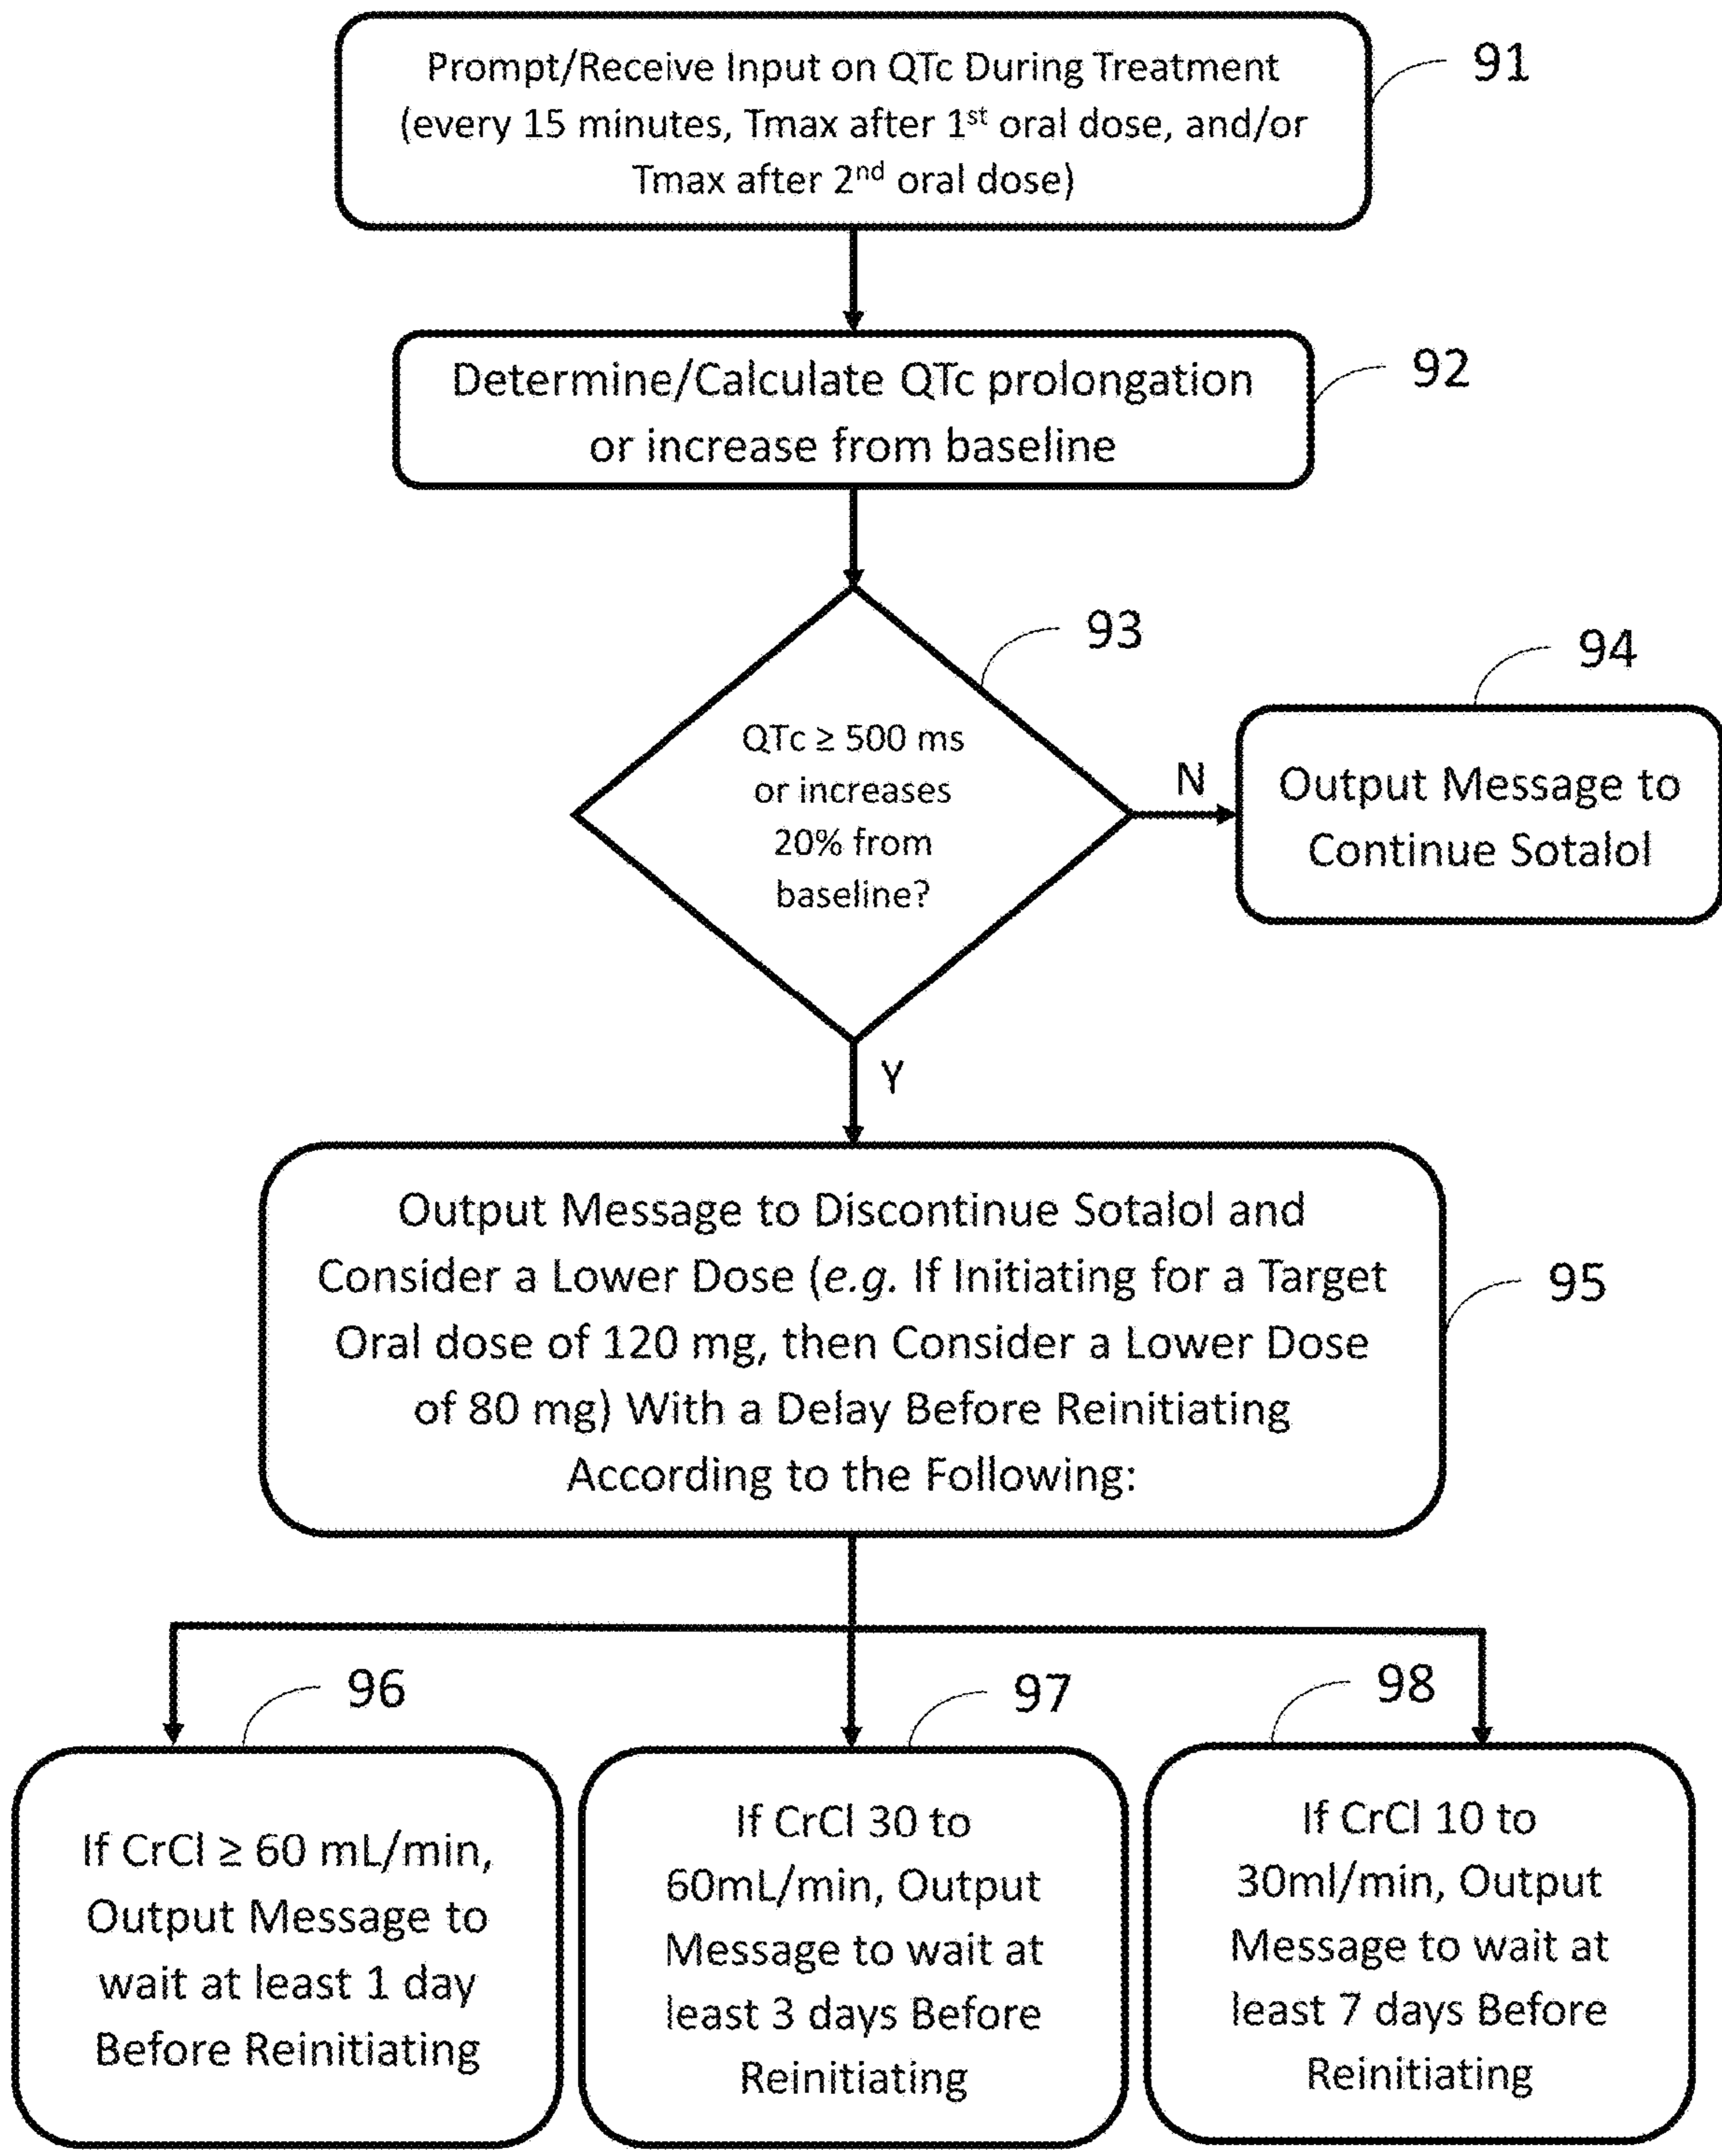 Prompt/Receive Input on QTc During Treatment
(every 15 minutes, Tmax after 1st oral dose, and/or
Tmax after 2nd oral dose)
91
Determine/Calculate QTc prolongation
or increase from baseline
92
QTc ≥ 500 ms
or increases
20% from
baseline?
93
N
94
Output Message to
Continue Sotalol
Y
Output Message to Discontinue Sotalol and
Consider a Lower Dose (e.g. If Initiating for a Target
Oral dose of 120 mg, then Consider a Lower Dose
of 80 mg) With a Delay Before Reinitiating
According to the Following:
95
96
If CrCl ≥ 60 mL/min,
Output Message to
wait at least 1 day
Before Reinitiating
97
If CrCl 30 to
60mL/min, Output
Message to wait at
least 3 days Before
Reinitiating
98
If CrCl 10 to
30ml/min, Output
Message to wait at
least 7 days Before
Reinitiating